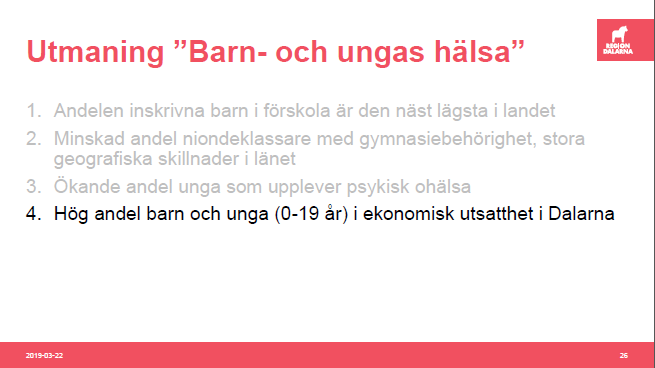 Utmaning ”Barn- och ungas hälsa”
REGION
DALARNA
1. Andelen inskrivna barn i förskola är den näst lägsta i landet
2. Minskad andel niondeklassare med gymnasiebehörighet, stora
geografiska skillnader i länet
3. Ökande andel unga som upplever psykisk ohälsa
4. Hög andel barn och unga (0-19 år) i ekonomisk utsatthet i Dalarna
2019-03-22
26